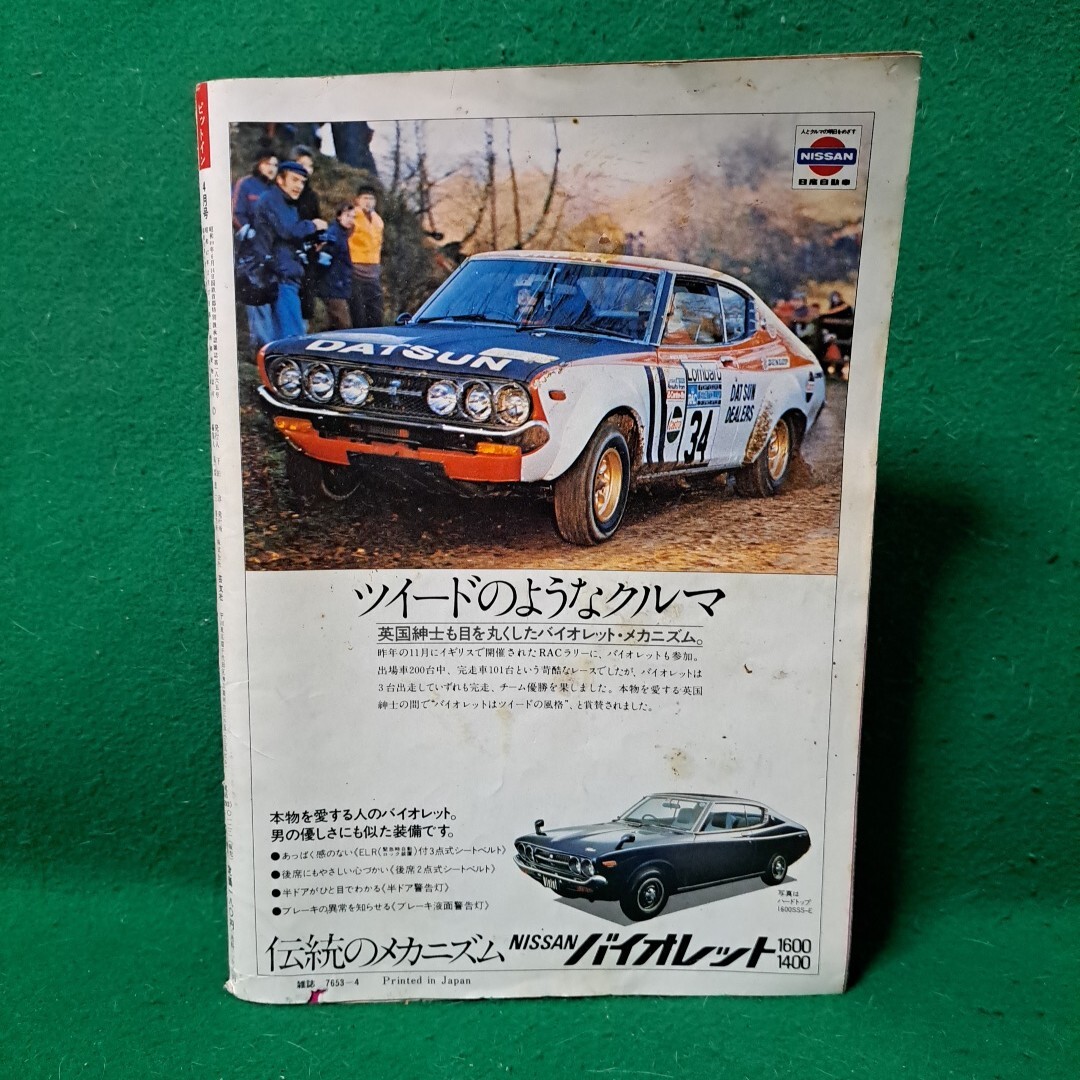 ピットイン
4月号
人とクルマの明日をめざす
NISSAN
日産自動車
DATSUN
Lombard
Castrol
34
DATSUN
DEALERS
ツイードのようなクルマ
英国紳士も目を丸くしたバイオレット・メカニズム。
昨年の11月にイギリスで開催されたRACラリーに、バイオレットも参加。
出場車200台中、完走車101台という苛酷なレースでしたが、バイオレットは
3台出走していずれも完走、チーム優勝を果しました。本物を愛する英国
紳士の間で“バイオレットはツイードの風格”、と賞賛されました。
本物を愛する人のバイオレット。
男の優しさにも似た装備です。
●あっぱく感のない《ELR(緊急時自動ロック装置)付3点式シートベルト》
●後席にもやさしい心づかい《後席2点式シートベルト》
●半ドアがひと目でわかる《半ドア警告灯》
●ブレーキの異常を知らせる《ブレーキ液面警告灯》
Violet
写真は
ハードトップ
1600SSS-E
伝統のメカニズム NISSAN バイオレット 1600
1400
雑誌 7653-4 Printed in Japan